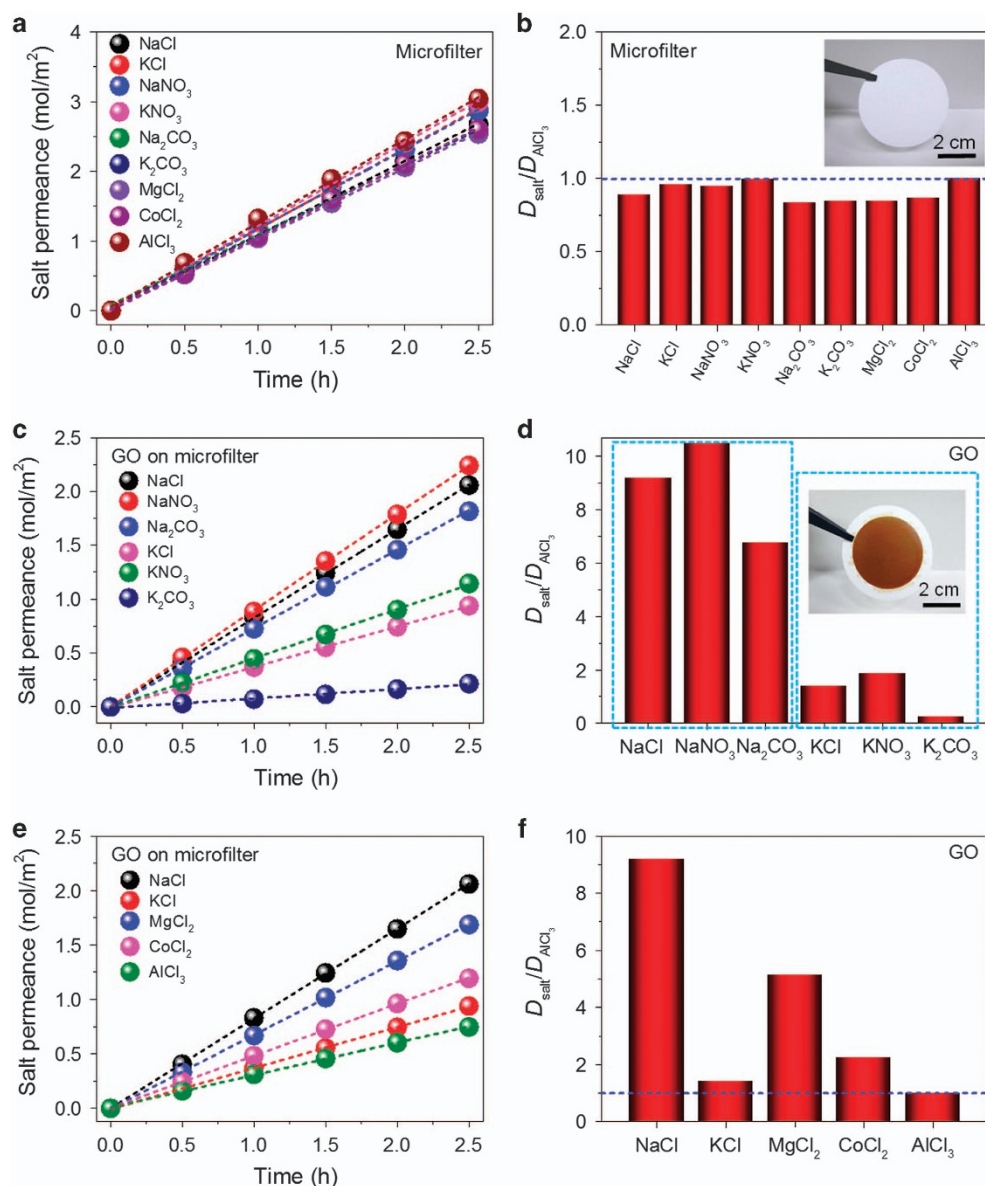 a
Salt permeance (mol/m²)
4
3
2
1
0
NaCl
KCl
NaNO₃
KNO₃
Na₂CO₃
K₂CO₃
MgCl₂
CoCl₂
AlCl₃
Microfilter
0.0 0.5 1.0 1.5 2.0 2.5
Time (h)
b
D_salt/D_AlCl₃
2.0
1.5
1.0
0.5
0.0
Microfilter
2 cm
NaCl KCl NaNO₃ KNO₃ Na₂CO₃ K₂CO₃ MgCl₂ CoCl₂ AlCl₃
c
Salt permeance (mol/m²)
2.5
2.0
1.5
1.0
0.5
0.0
GO on microfilter
NaCl
NaNO₃
Na₂CO₃
KCl
KNO₃
K₂CO₃
0.0 0.5 1.0 1.5 2.0 2.5
Time (h)
d
D_salt/D_AlCl₃
10
8
6
4
2
0
GO
2 cm
NaCl NaNO₃ Na₂CO₃ KCl KNO₃ K₂CO₃
e
Salt permeance (mol/m²)
2.5
2.0
1.5
1.0
0.5
0.0
GO on microfilter
NaCl
KCl
MgCl₂
CoCl₂
AlCl₃
0.0 0.5 1.0 1.5 2.0 2.5
Time (h)
f
D_salt/D_AlCl₃
10
8
6
4
2
0
GO
NaCl KCl MgCl₂ CoCl₂ AlCl₃